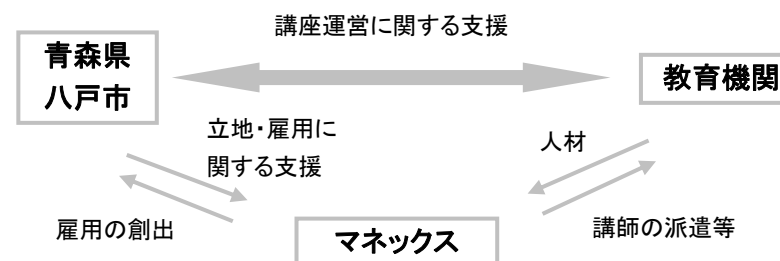 講座運営に関する支援
青森県
八戸市
教育機関
立地・雇用に
関する支援
人材
雇用の創出
マネックス
講師の派遣等